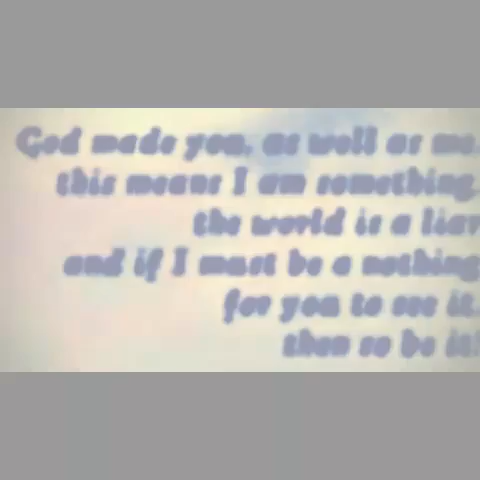 God made you, as well as me.
this means I am something.
the world is a liar
and if I must be a nothing
for you to see it.
then so be it!